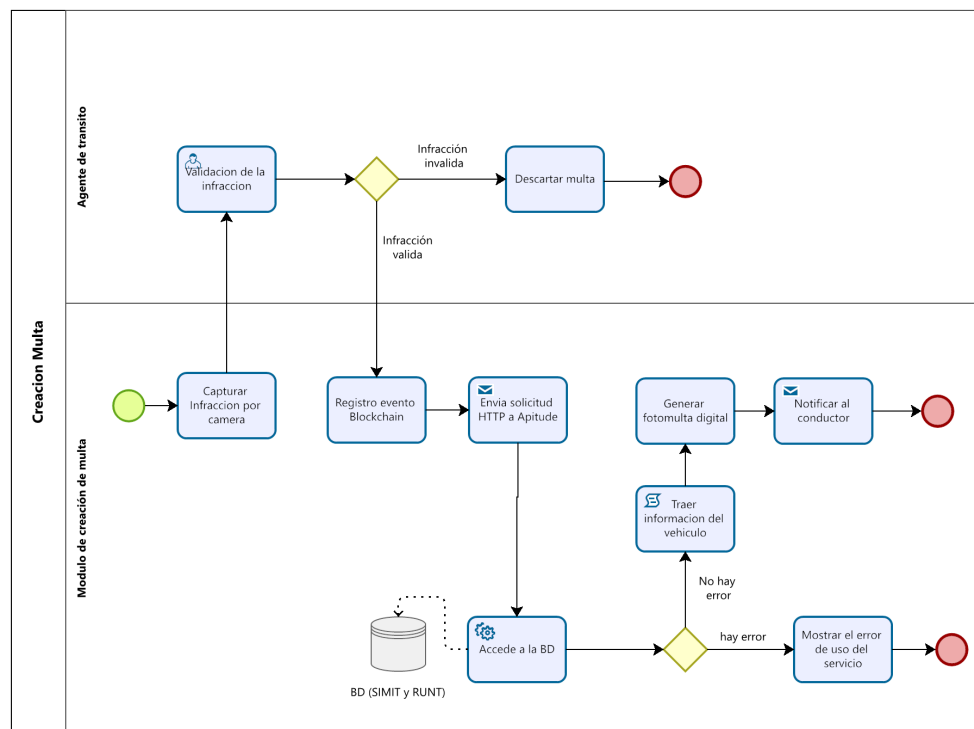 Creacion Multa
Agente de transito
Validacion de la
infraccion
Infracción
invalida
Descartar multa
Infracción
valida
Modulo de creación de multa
Capturar
Infraccion por
camera
Registro evento
Blockchain
Envia solicitud
HTTP a Apitude
Generar
fotomulta digital
Notificar al
conductor
Traer
informacion del
vehiculo
No hay
error
BD (SIMIT y RUNT)
Accede a la BD
hay error
Mostrar el error
de uso del
servicio